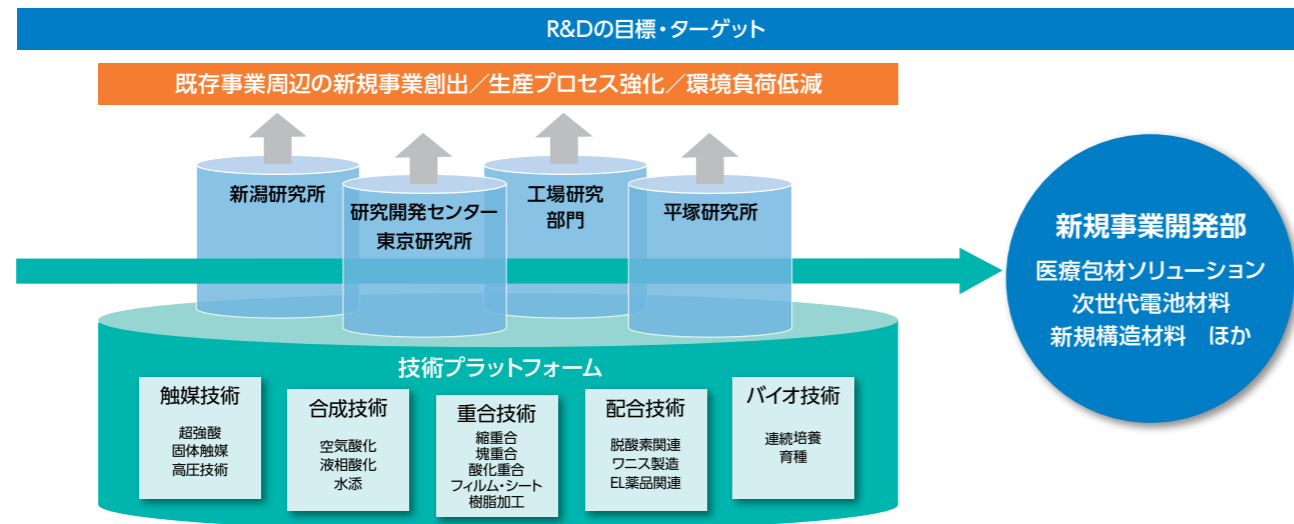 R&Dの目標・ターゲット
既存事業周辺の新規事業創出／生産プロセス強化／環境負荷低減
新潟研究所
研究開発センター
東京研究所
工場研究
部門
平塚研究所
新規事業開発部
医療包材ソリューション
次世代電池材料
新規構造材料　ほか
技術プラットフォーム
触媒技術
超強酸
固体触媒
高圧技術
合成技術
空気酸化
液相酸化
水添
重合技術
縮重合
塊重合
酸化重合
フィルム・シート
樹脂加工
配合技術
脱酸素関連
ワニス製造
EL薬品関連
バイオ技術
連続培養
育種